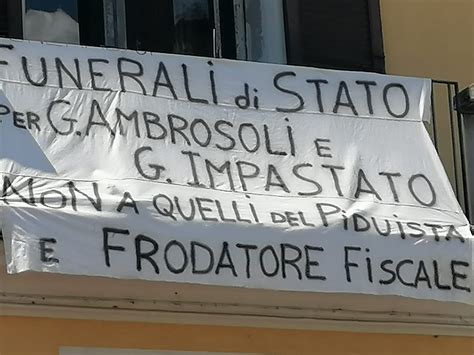 FUNERALI di STATO
PER G. AMBROSOLI E
G. IMPASTATO
NON A QUELLI DEL PIDUISTA
E FRODATORE FISCALE